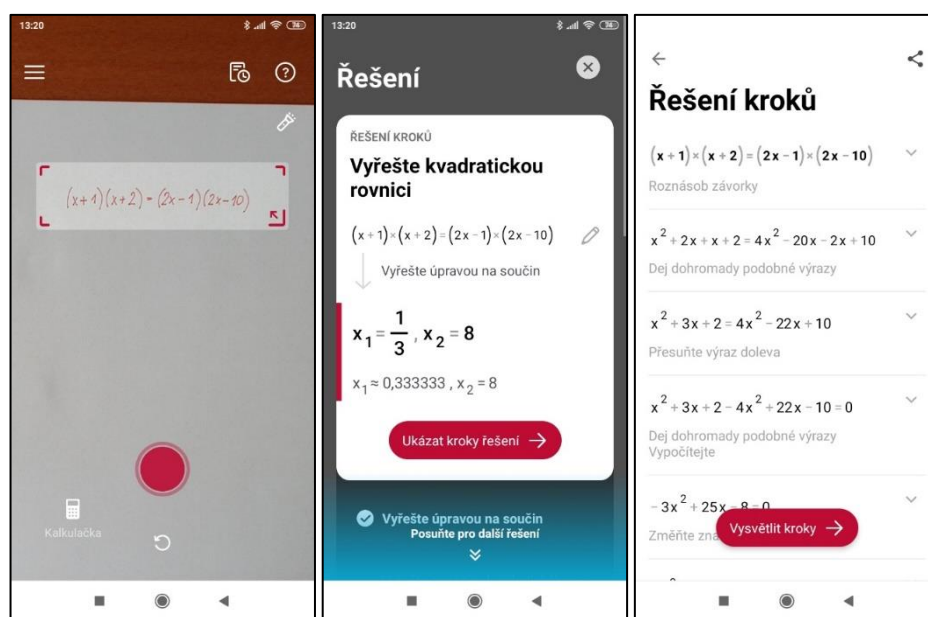 13:20
74
(x+1)(x+2)=(2x-1)(2x-10)
Kalkulačka
13:20
74
Řešení
ŘEŠENÍ KROKŮ
Vyřešte kvadratickou
rovnici
(x+1)×(x+2)=(2x-1)×(2x-10)
Vyřešte úpravou na součin
x₁=1/3, x₂=8
x₁≈0,333333, x₂=8
Ukázat kroky řešení →
Vyřešte úpravou na součin
Posuňte pro další řešení
Řešení kroků
(x+1)×(x+2)=(2x-1)×(2x-10)
Roznásob závorky
x²+2x+x+2=4x²-20x-2x+10
Dej dohromady podobné výrazy
x²+3x+2=4x²-22x+10
Přesuňte výraz doleva
x²+3x+2-4x²+22x-10=0
Dej dohromady podobné výrazy
Vypočítejte
-3x²+25x-8=0
Změňte
Vysvětlit kroky →